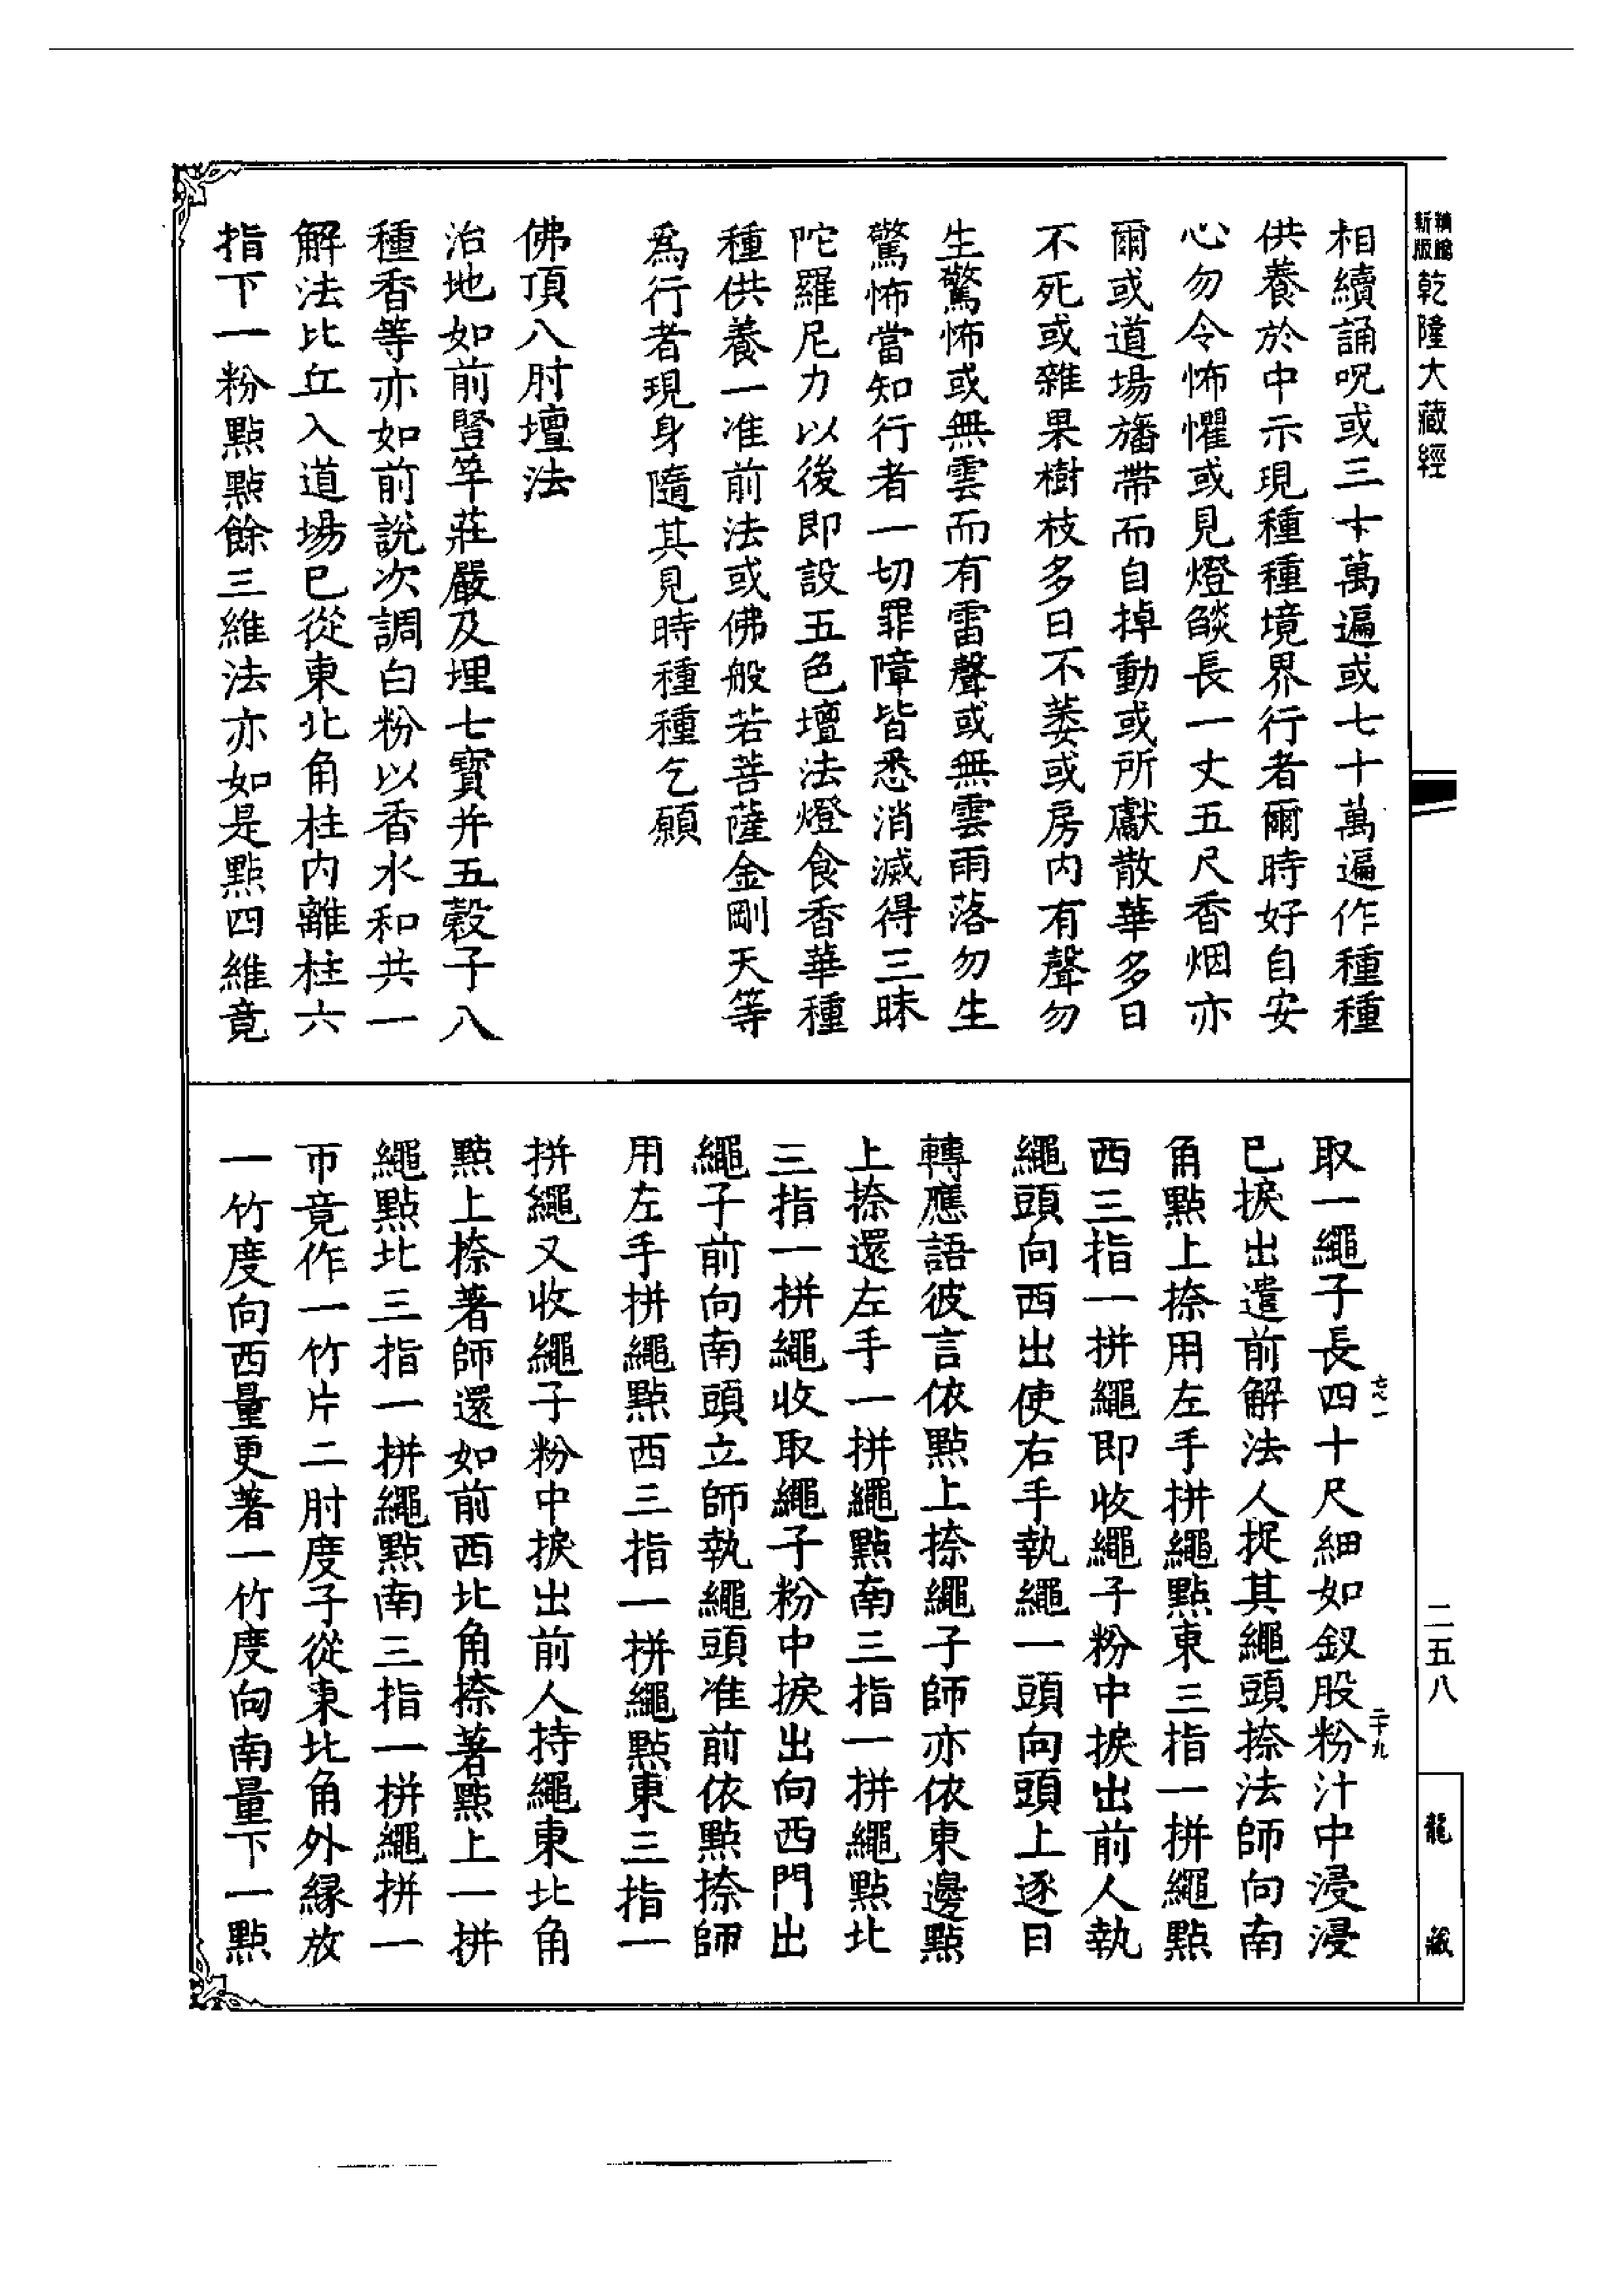 新版
精縮
乾隆大藏經
相續誦呪或三十萬遍或七十萬遍作種種
供養於中示現種種境界行者爾時好自安
心勿令怖懼或見燈燄長一丈五尺香烟亦
爾或道場旛帶而自掉動或所獻散華多日
不死或雜果樹枝多日不萎或房內有聲勿
生驚怖或無雲而有雷聲或無雲雨落勿生
驚怖當知行者一切罪障皆悉消滅得三昧
陀羅尼力以後即設五色壇法燈食香華種
種供養一准前法或佛般若菩薩金剛天等
為行者現身隨其見時種種乞願
佛頂八肘壇法
治地如前豎竿莊嚴及埋七寶并五穀子八
種香等亦如前說次調白粉以香水和共一
解法比丘入道場已從東北角柱內離柱六
指下一粉點點餘三維法亦如是點四維竟
取一繩子長四十尺細如釵股粉汁中浸浸
已捩出遣前解法人捉其繩頭捺法師向南
角點上捺用左手拼繩點東三指一拼繩點
西三指一拼繩即收繩子粉中捩出前人執
繩頭向西出使右手執繩一頭向頭上逐日
轉應語彼言依點上捺繩子師亦依東邊點
上捺還左手一拼繩點南三指一拼繩點北
三指一拼繩收取繩子粉中捩出向西門出
繩子前向南頭立師執繩頭准前依點捺師
用左手拼繩點西三指一拼繩點東三指一
拼繩又收繩子粉中捩出前人持繩東北角
點上捺著師還如前西北角捺著點上一拼
繩點北三指一拼繩點南三指一拼繩拼一
帀竟作一竹片二肘度子從東北角外緣放
一竹度向西量更著一竹度向南量下一點
二十九
二五八
龍藏